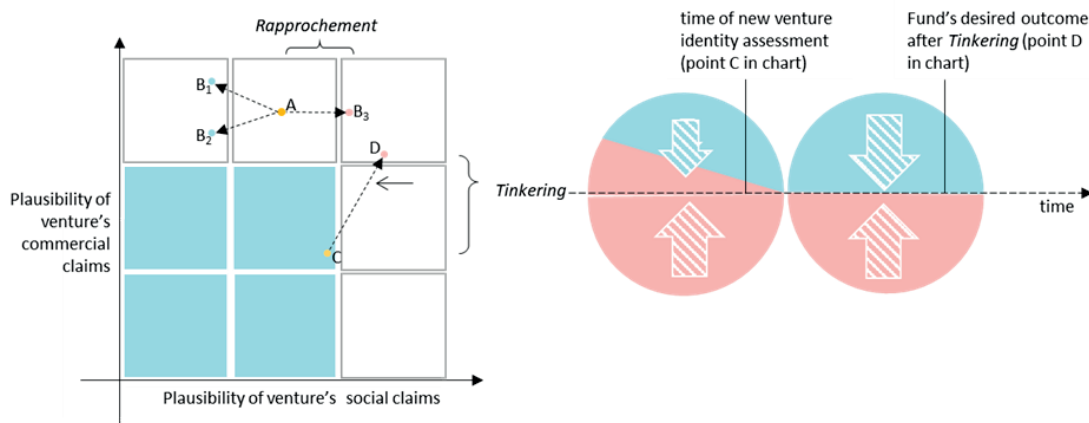 Rapprochement
B1
A
B3
B2
D
C
Plausibility of
venture's
commercial
claims
Plausibility of venture's social claims
Tinkering
time of new venture
identity assessment
(point C in chart)
Fund's desired outcome
after Tinkering (point D
in chart)
time